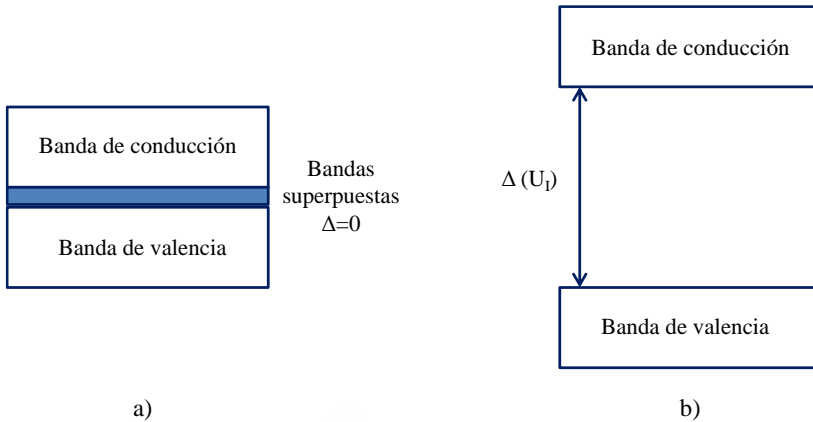 Banda de conducción
Banda de valencia
Bandas
superpuestas
Δ=0
a)
Banda de conducción
Δ (U_I)
Banda de valencia
b)